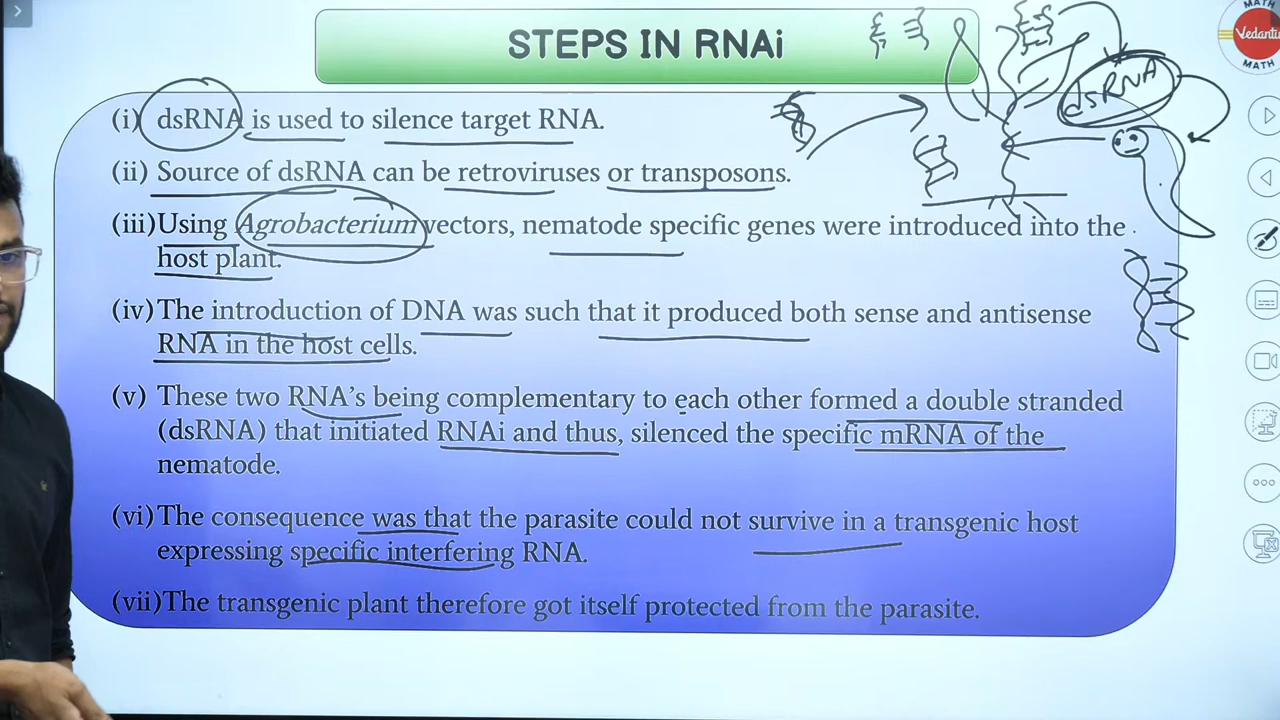 STEPS IN RNAi
MATH
Vedantu
MATH
dsRNA
(i) dsRNA is used to silence target RNA.
(ii) Source of dsRNA can be retroviruses or transposons.
(iii)Using Agrobacterium vectors, nematode specific genes were introduced into the
host plant.
(iv)The introduction of DNA was such that it produced both sense and antisense
RNA in the host cells.
(v) These two RNA's being complementary to each other formed a double stranded
(dsRNA) that initiated RNAi and thus, silenced the specific mRNA of the
nematode.
(vi)The consequence was that the parasite could not survive in a transgenic host
expressing specific interfering RNA.
(vii)The transgenic plant therefore got itself protected from the parasite.